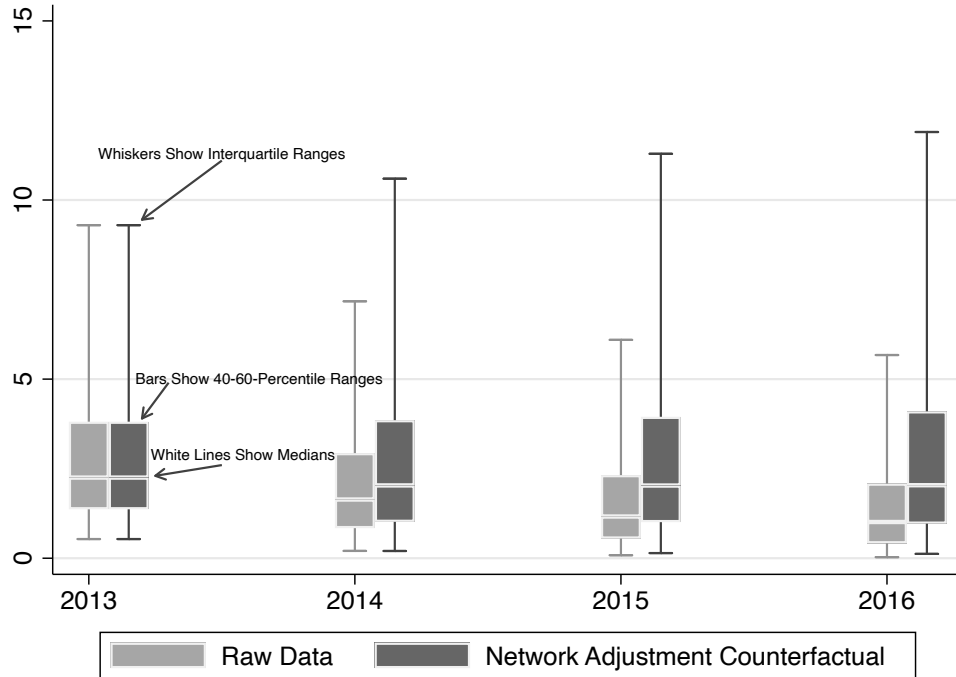 15
Whiskers Show Interquartile Ranges
10
Bars Show 40-60-Percentile Ranges
5
White Lines Show Medians
0
2013 2014 2015 2016
Raw Data Network Adjustment Counterfactual